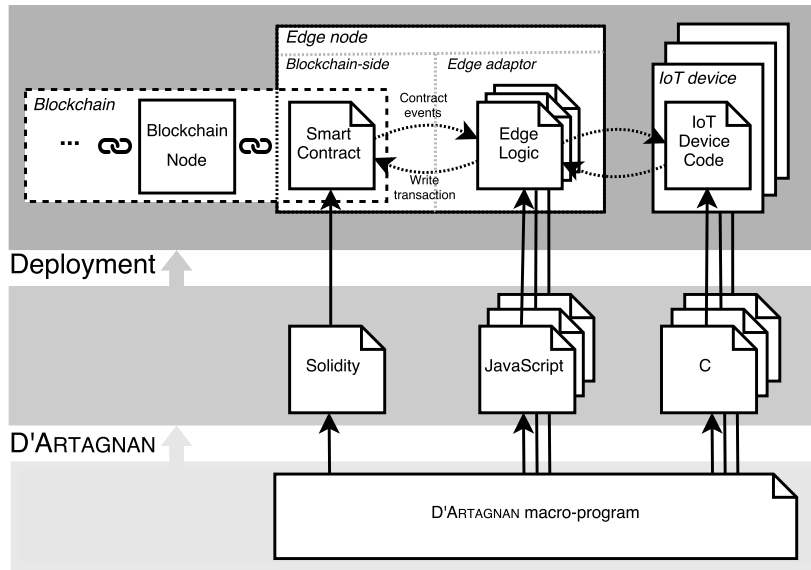 Edge node
Blockchain-side
Edge adaptor
IoT device
Blockchain
Contract
events
...
Blockchain
Node
Smart
Contract
Edge
Logic
IoT
Device
Code
Write
transaction
Deployment
Solidity
JavaScript
C
D'ARTAGNAN
D'ARTAGNAN macro-program